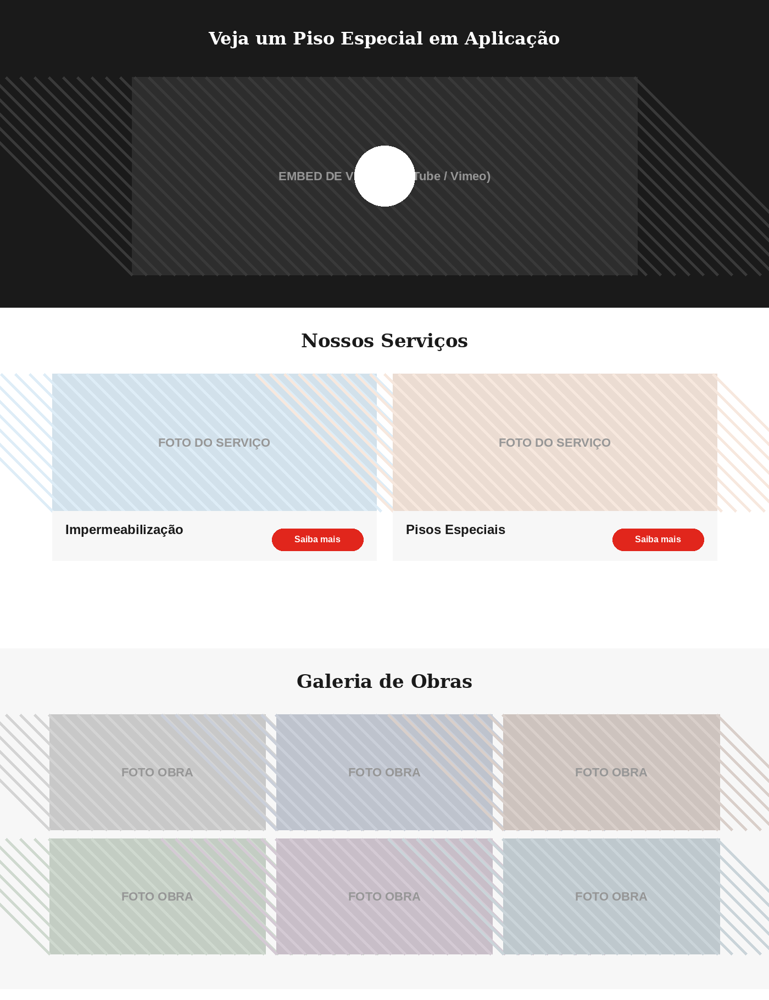 Veja um Piso Especial em Aplicação
EMBED DE V Tube / Vimeo)
Nossos Serviços
FOTO DO SERVIÇO FOTO DO SERVIÇO
Impermeabilização
Saiba mais
Pisos Especiais
Saiba mais
Galeria de Obras
FOTO OBRA FOTO OBRA FOTO OBRA
FOTO OBRA FOTO OBRA FOTO OBRA